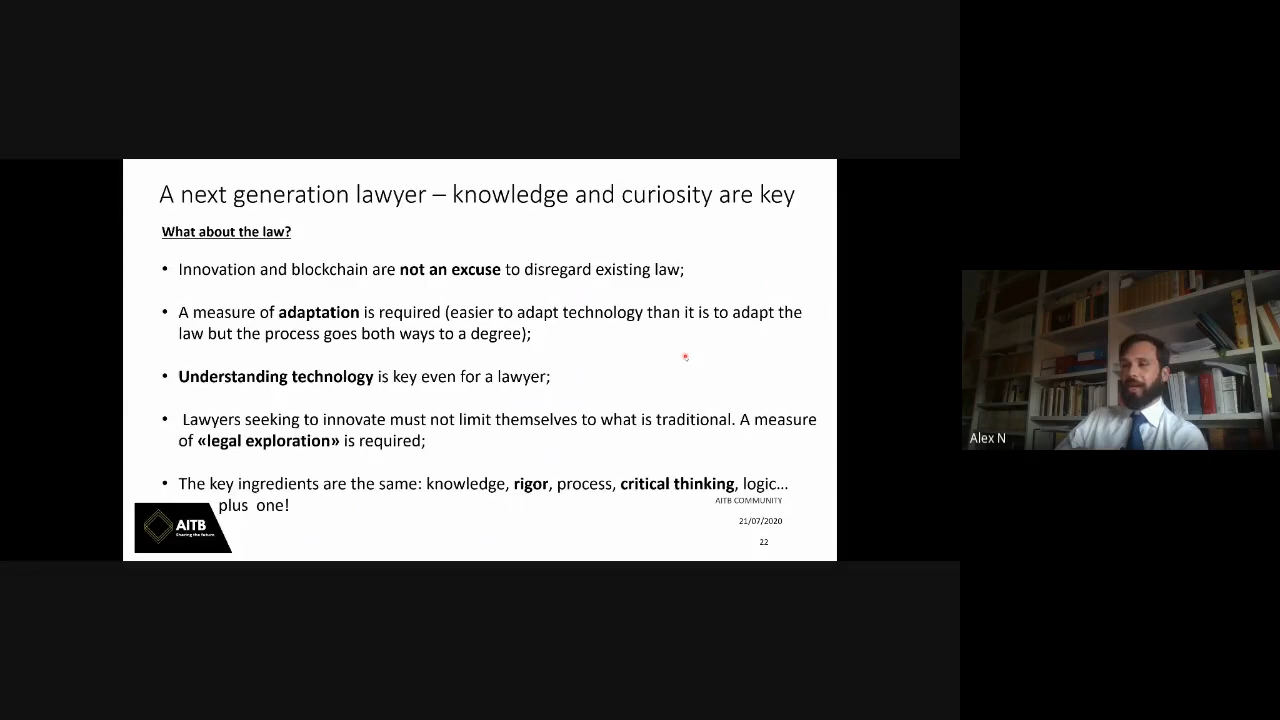 A next generation lawyer – knowledge and curiosity are key
What about the law?
• Innovation and blockchain are not an excuse to disregard existing law;
• A measure of adaptation is required (easier to adapt technology than it is to adapt the
law but the process goes both ways to a degree);
• Understanding technology is key even for a lawyer;
• Lawyers seeking to innovate must not limit themselves to what is traditional. A measure
of «legal exploration» is required;
• The key ingredients are the same: knowledge, rigor, process, critical thinking, logic...
plus one!
AITB
Sharing the future
AITB COMMUNITY
21/07/2020
22
Alex N